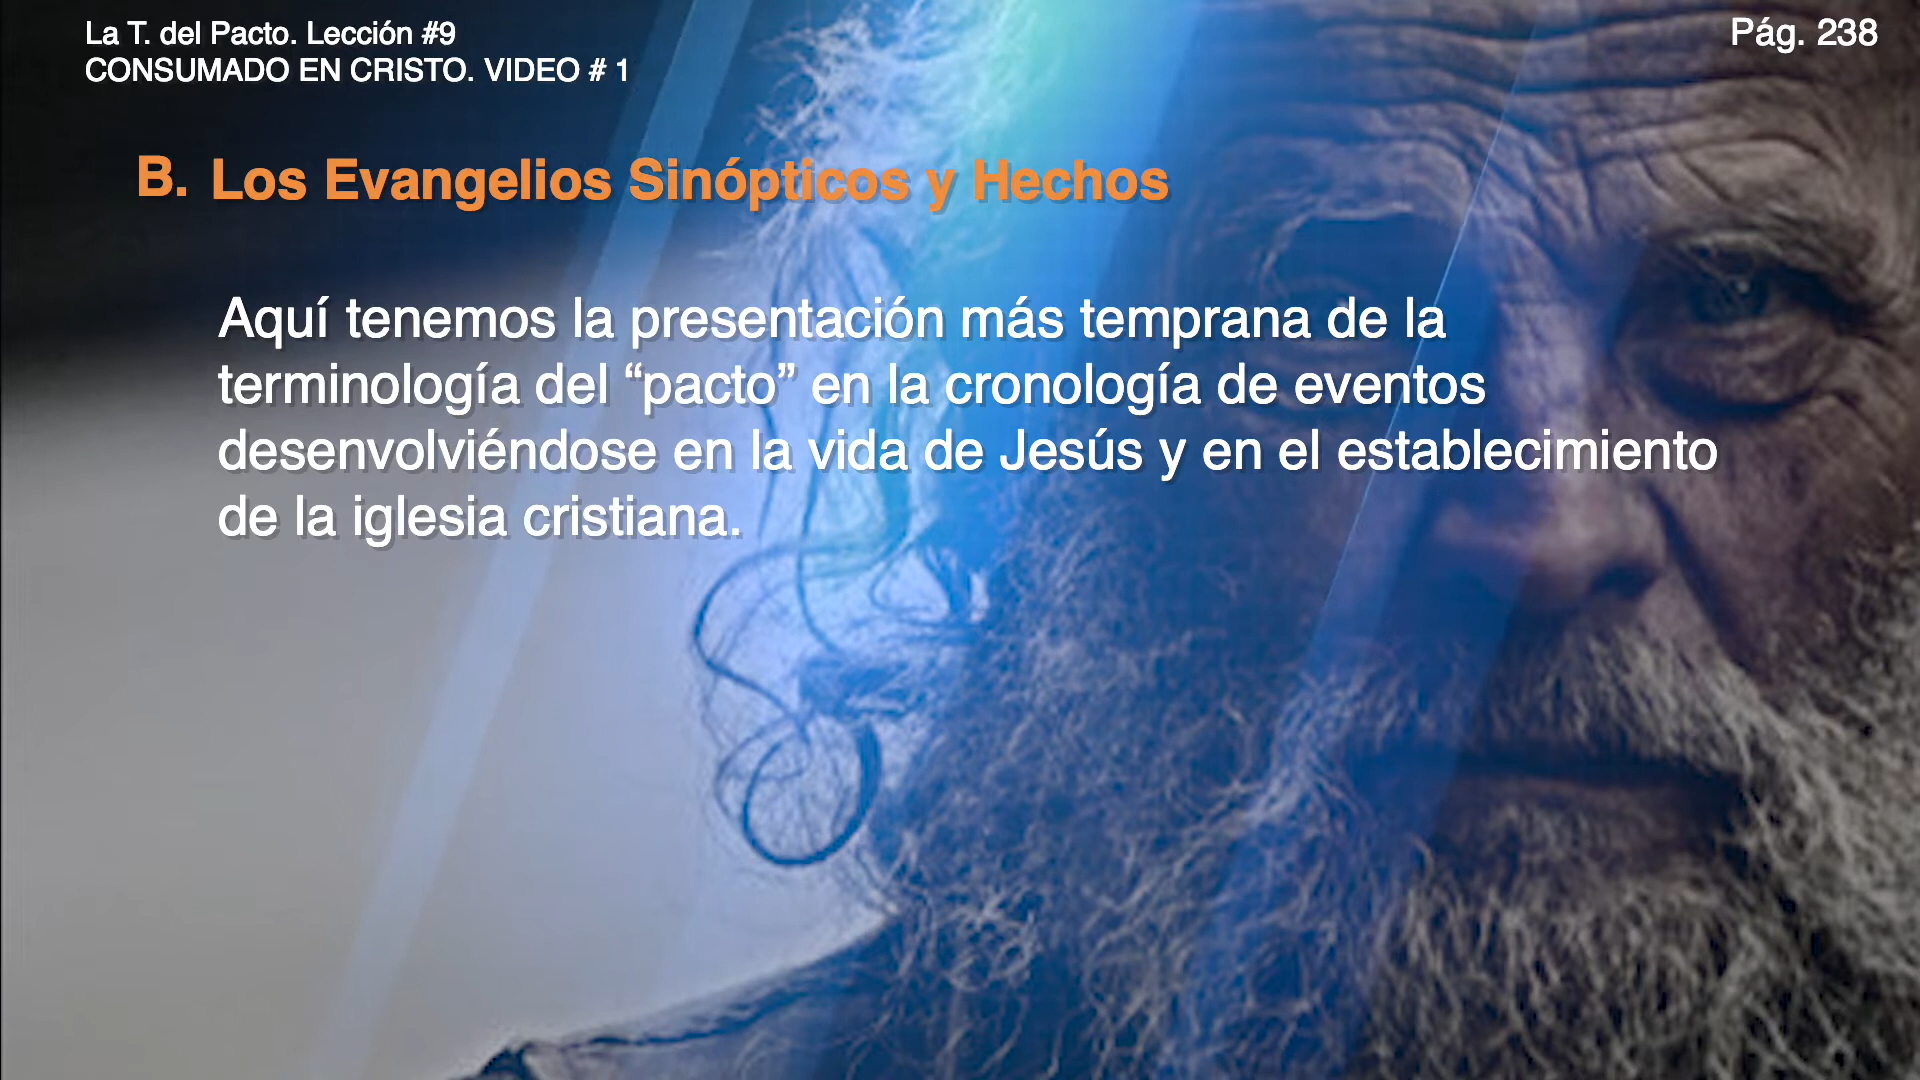 La T. del Pacto. Lección #9
CONSUMADO EN CRISTO. VIDEO # 1
Pág. 238
B. Los Evangelios Sinópticos y Hechos
Aquí tenemos la presentación más temprana de la
terminología del “pacto” en la cronología de eventos
desenvolviéndose en la vida de Jesús y en el establecimiento
de la iglesia cristiana.